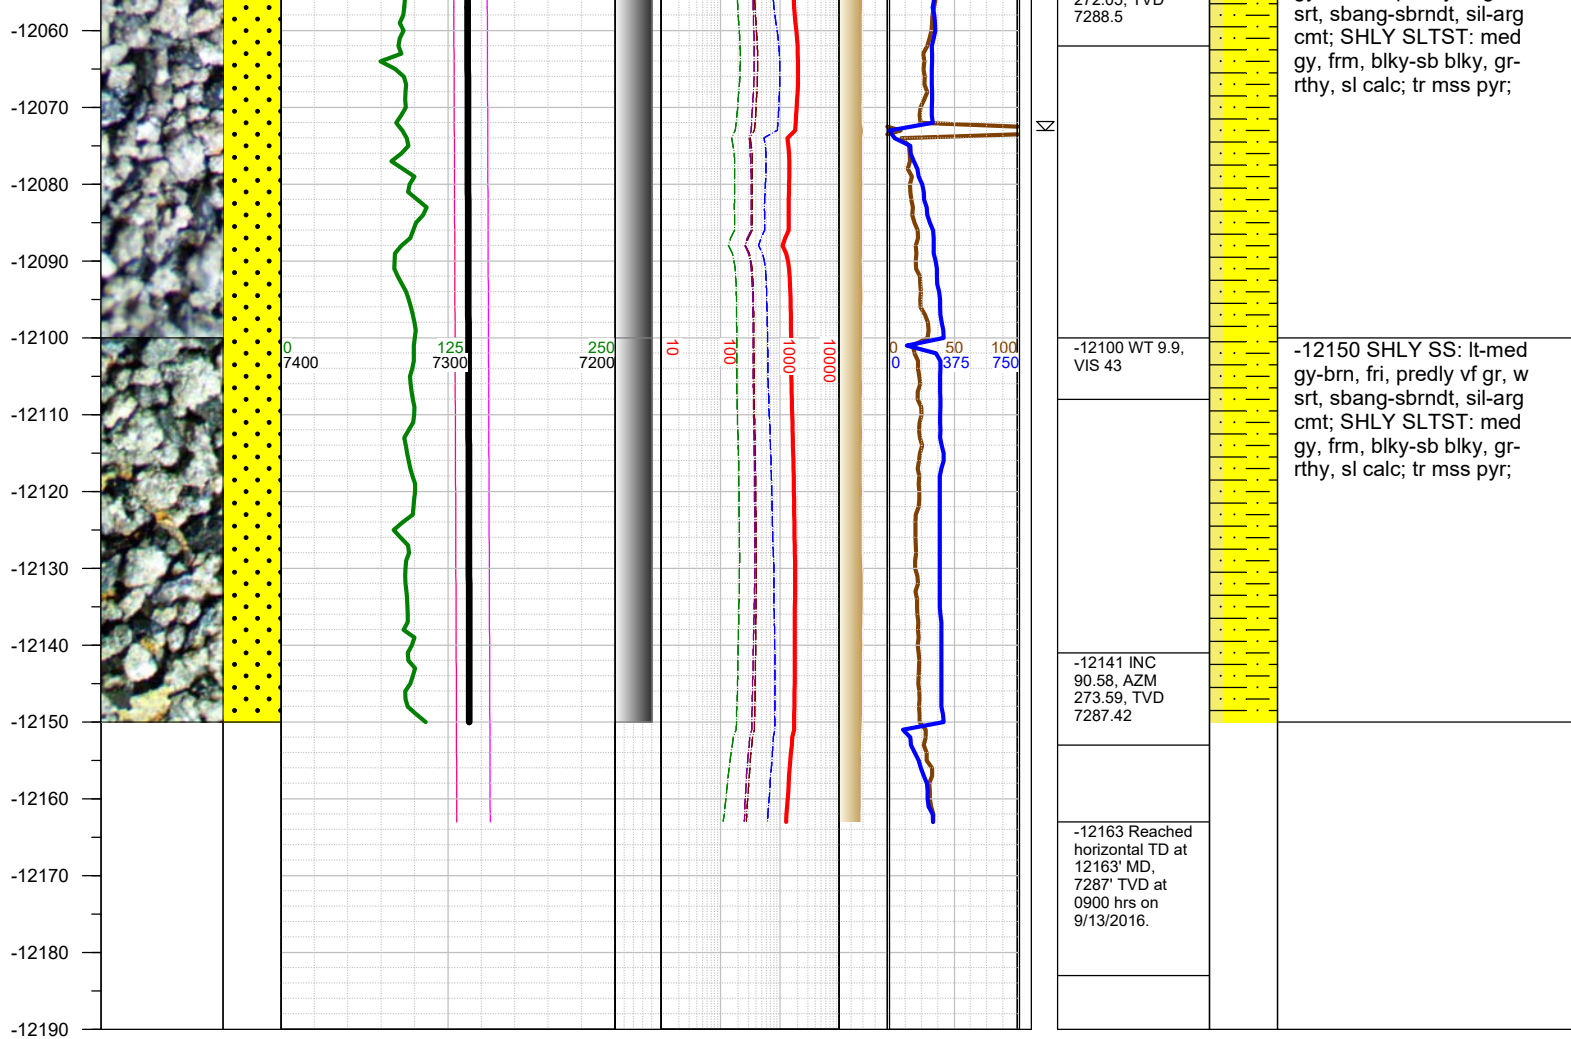 272.05, TVD
7288.5
srt, sbang-sbrndt, sil-arg
cmt; SHLY SLTST: med
gy, frm, blky-sb blky, gr-
rthy, sl calc; tr mss pyr;
-12060
-12070
-12080
-12090
-12100
-12110
-12120
-12130
-12140
-12150
-12160
-12170
-12180
-12190
0 125 250
7400 7300 7200
10 100 1000 10000
0 50 100
0 375 750
-12100 WT 9.9,
VIS 43
-12150 SHLY SS: lt-med
gy-brn, fri, predly vf gr, w
srt, sbang-sbrndt, sil-arg
cmt; SHLY SLTST: med
gy, frm, blky-sb blky, gr-
rthy, sl calc; tr mss pyr;
-12141 INC
90.58, AZM
273.59, TVD
7287.42
-12163 Reached
horizontal TD at
12163' MD,
7287' TVD at
0900 hrs on
9/13/2016.